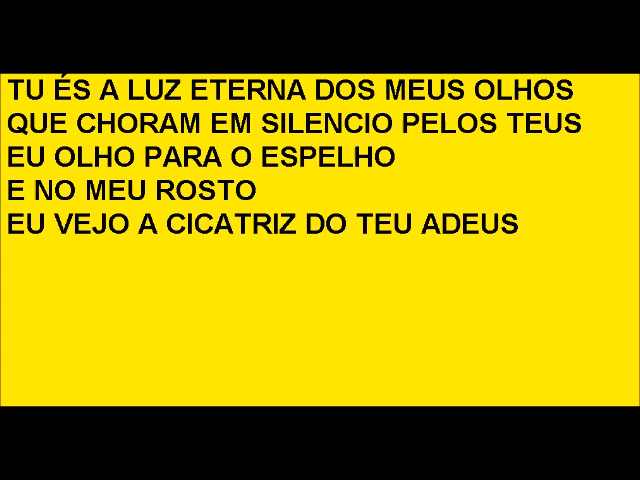 TU ÉS A LUZ ETERNA DOS MEUS OLHOS
QUE CHORAM EM SILENCIO PELOS TEUS
EU OLHO PARA O ESPELHO
E NO MEU ROSTO
EU VEJO A CICATRIZ DO TEU ADEUS